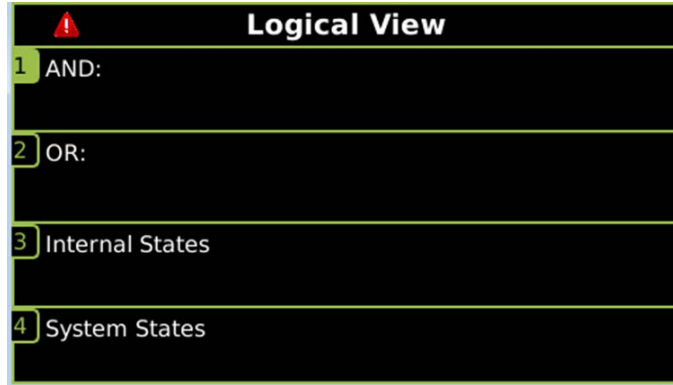 Logical View
1 AND:
2 OR:
3 Internal States
4 System States